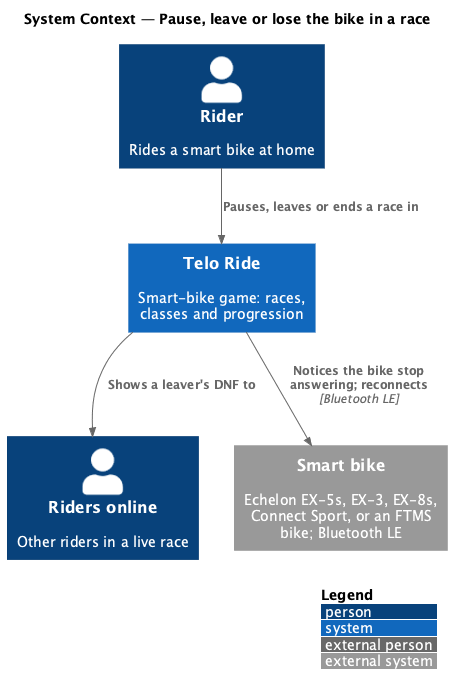 System Context — Pause, leave or lose the bike in a race
Rider
Rides a smart bike at home
Pauses, leaves or ends a race in
Telo Ride
Smart-bike game: races,
classes and progression
Shows a leaver's DNF to
Notices the bike stop
answering; reconnects
[Bluetooth LE]
Riders online
Other riders in a live race
Smart bike
Echelon EX-5s, EX-3, EX-8s,
Connect Sport, or an FTMS
bike; Bluetooth LE
Legend
person
system
external person
external system